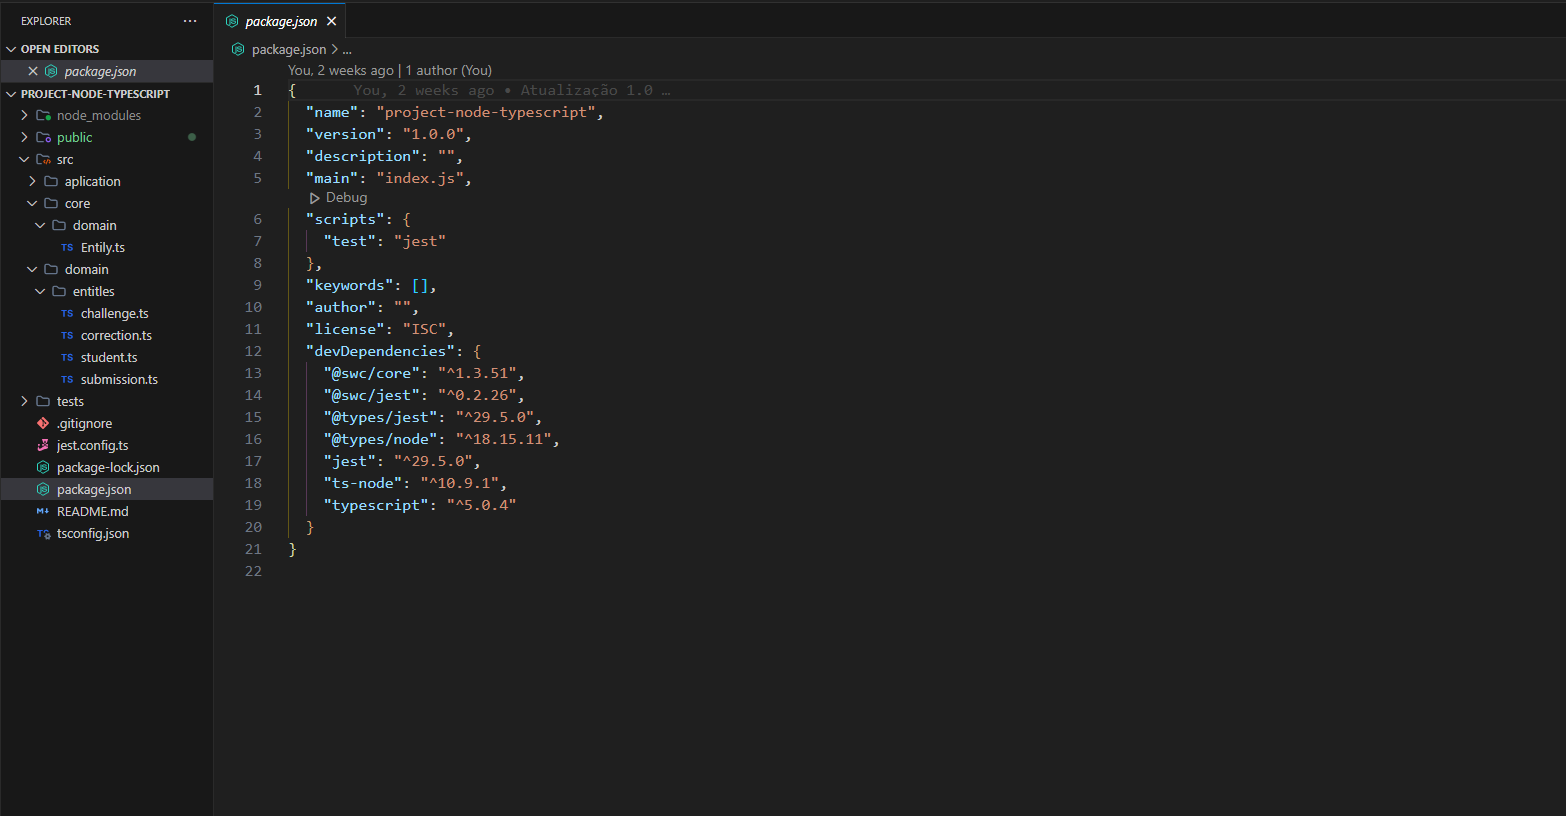 EXPLORER ...
OPEN EDITORS
package.json
PROJECT-NODE-TYPESCRIPT
node_modules
public
src
aplication
core
domain
TS Entily.ts
domain
entitles
TS challenge.ts
TS correction.ts
TS student.ts
TS submission.ts
tests
.gitignore
jest.config.ts
package-lock.json
package.json
README.md
TS tsconfig.json
package.json
package.json > ...
You, 2 weeks ago | 1 author (You)
1 { You, 2 weeks ago • Atualização 1.0 …
2 "name": "project-node-typescript",
3 "version": "1.0.0",
4 "description": "",
5 "main": "index.js",
Debug
6 "scripts": {
7 "test": "jest"
8 },
9 "keywords": [],
10 "author": "",
11 "license": "ISC",
12 "devDependencies": {
13 "@swc/core": "^1.3.51",
14 "@swc/jest": "^0.2.26",
15 "@types/jest": "^29.5.0",
16 "@types/node": "^18.15.11",
17 "jest": "^29.5.0",
18 "ts-node": "^10.9.1",
19 "typescript": "^5.0.4"
20 }
21 }
22